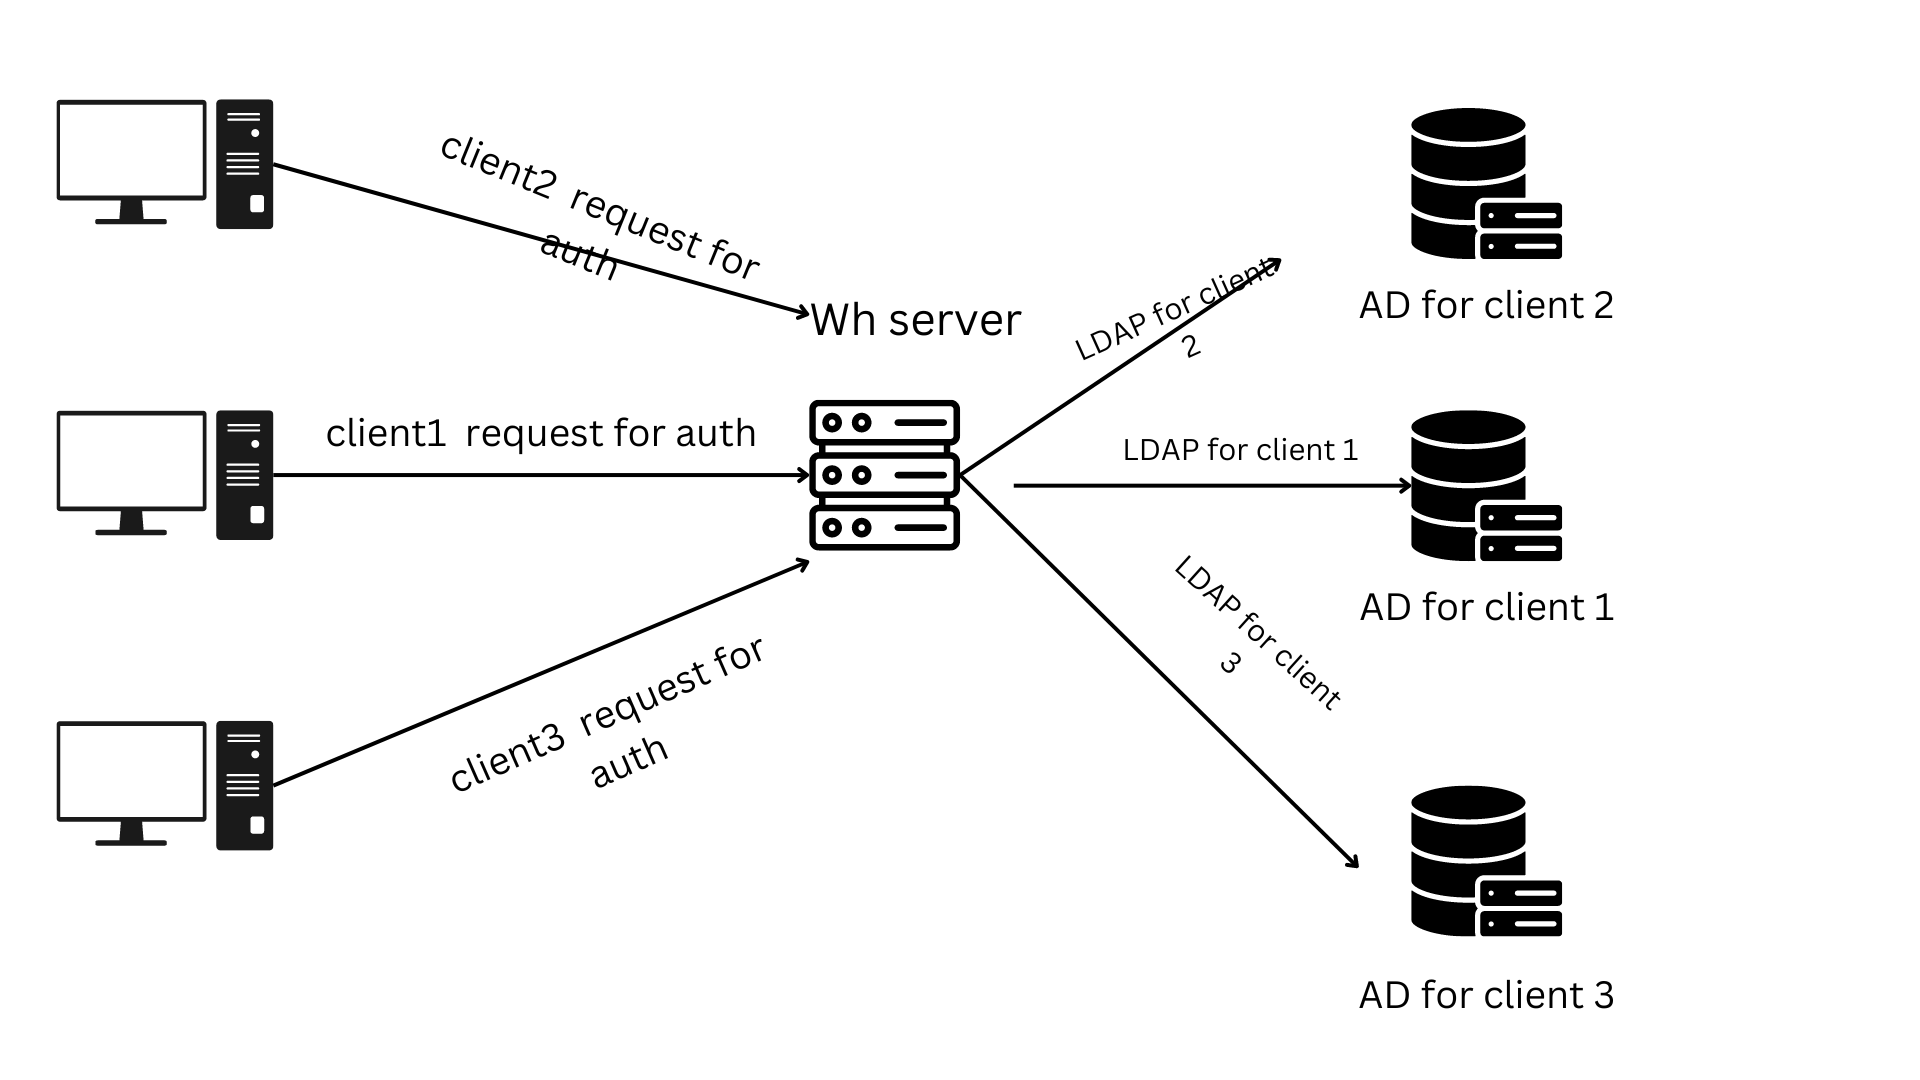 client2 request for
auth
Wh server
client1 request for auth
client3 request for
auth
LDAP for client
2
LDAP for client 1
LDAP for client
3
AD for client 2
AD for client 1
AD for client 3